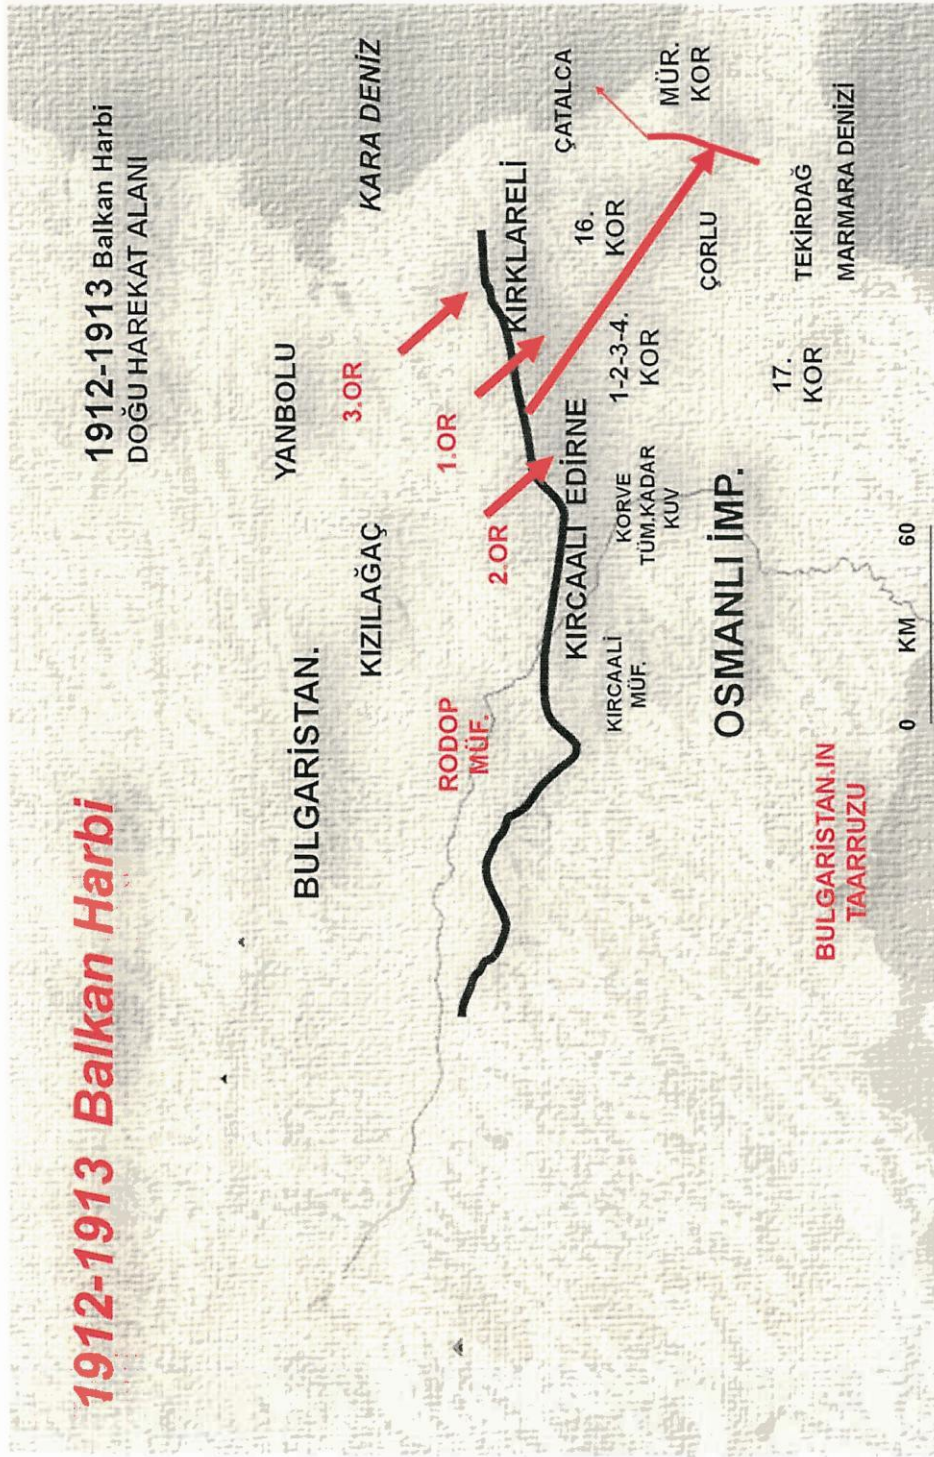 1912-1913 Balkan Harbi
1912-1913 Balkan Harbi
DOĞU HAREKAT ALANI
KARA DENİZ
YANBOLU
BULGARİSTAN.
KIZILAĞAÇ
3.OR
1.OR
2.OR
RODOP
MÜF.
KIRKLARELİ
ÇATALCA
KIRCAALI EDİRNE
16.
KOR
MÜR.
KOR
1-2-3-4.
KOR
KORVE
TÜM.KADAR
KUV
KIRCAALİ
MÜF.
ÇORLU
OSMANLI İMP.
17.
KOR
TEKİRDAĞ
MARMARA DENİZİ
BULGARİSTAN.IN
TAARRUZU
0 KM 60